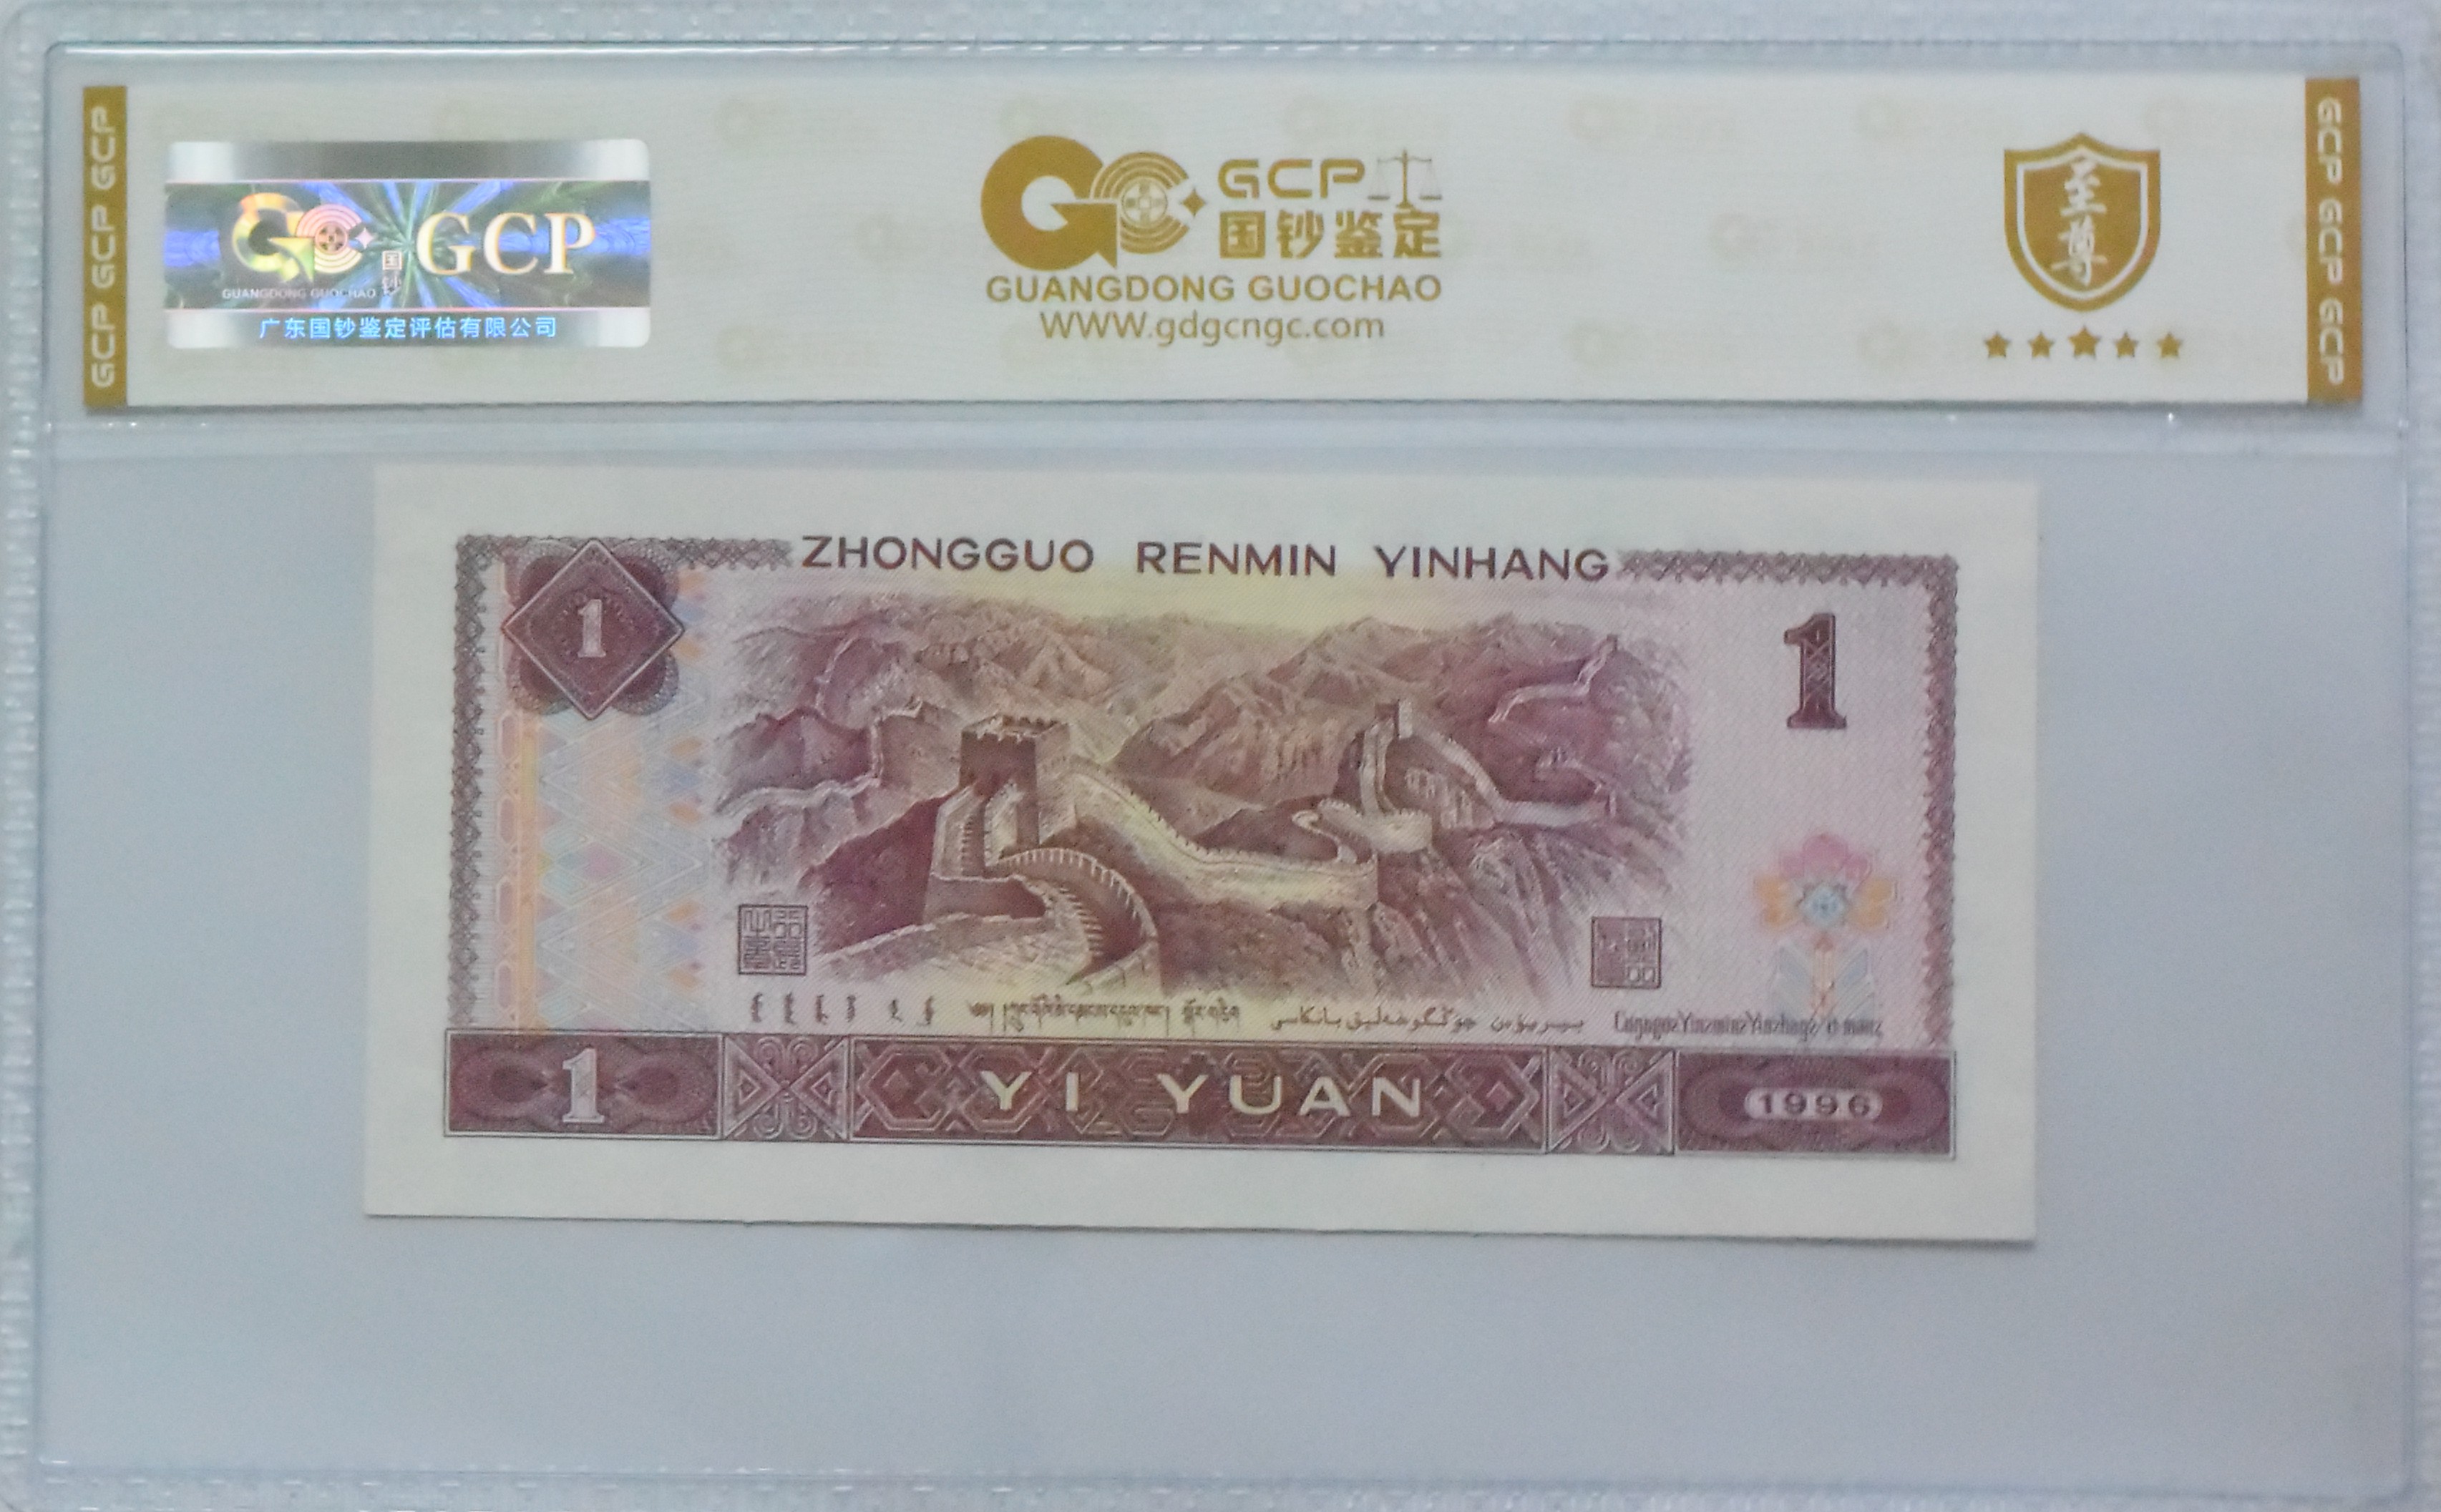 GCP GCP GCP
GCP
国
钞
GUANGDONG GUOCHAO
广东国钞鉴定评估有限公司
GCP
国钞鉴定
GUANGDONG GUOCHAO
WWW.gdgcngc.com
至
尊
GCP GCP GCP
ZHONGGUO RENMIN YINHANG
1
1
1
YI YUAN
1996